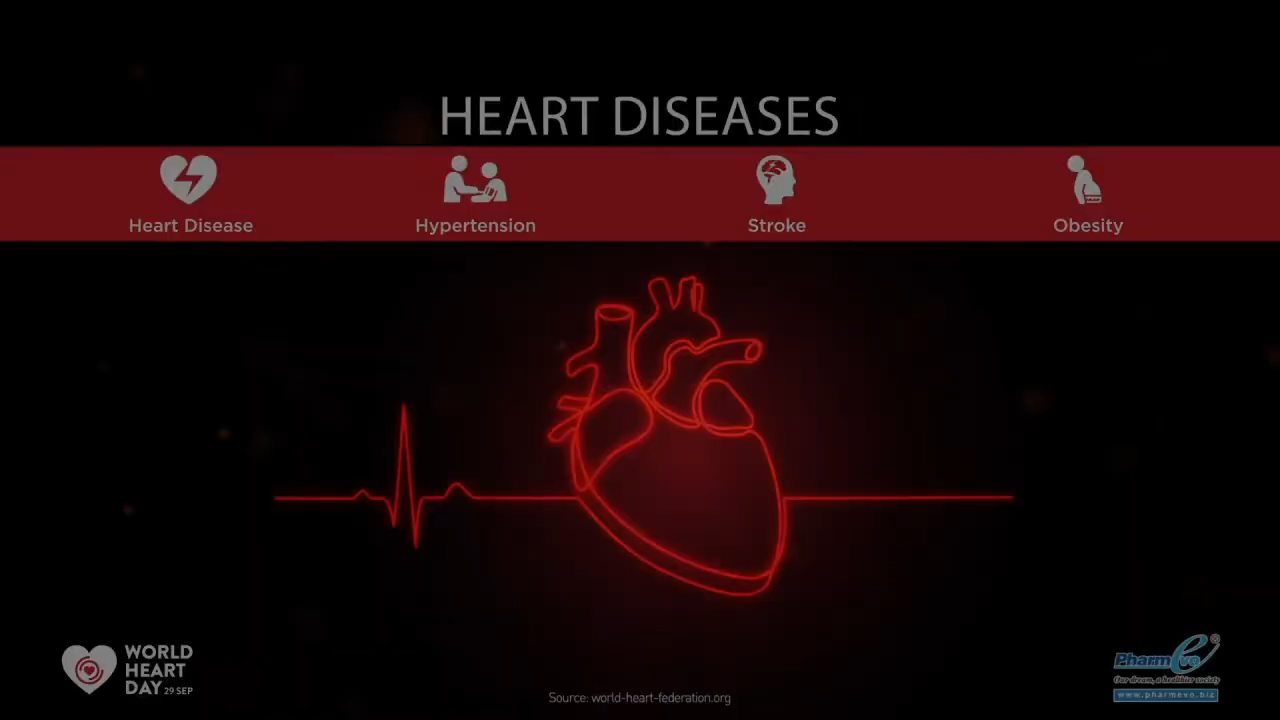 HEART DISEASES
Heart Disease
Hypertension
Stroke
Obesity
WORLD
HEART
DAY 29 SEP
Source: world-heart-federation.org
PharmEvo
Our dream, a healthier society
www.pharmevo.biz